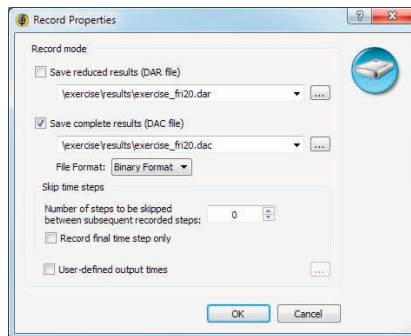 Record Properties
Record mode
Save reduced results (DAR file)
\exercise\results\exercise_fri20.dar
...
Save complete results (DAC file)
\exercise\results\exercise_fri20.dac
...
File Format: Binary Format
Skip time steps
Number of steps to be skipped
between subsequent recorded steps:
0
Record final time step only
User-defined output times
...
OK
Cancel